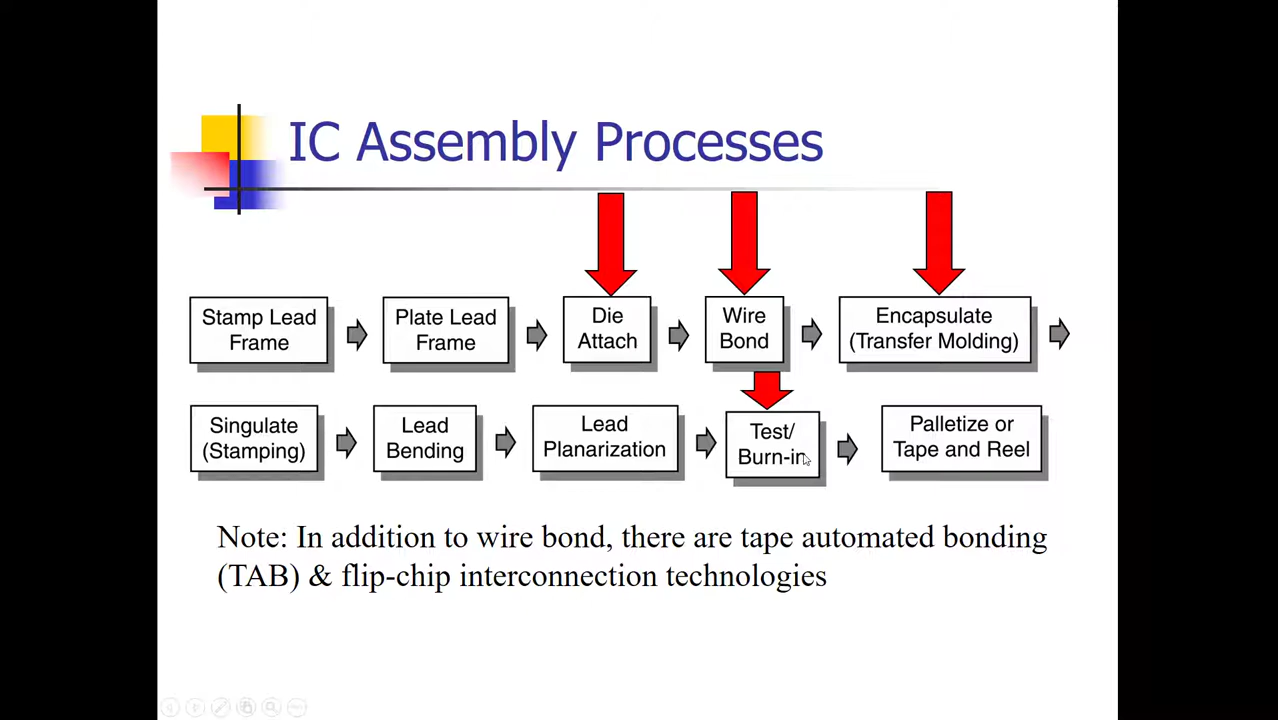 IC Assembly Processes
Stamp Lead
Frame
Plate Lead
Frame
Die
Attach
Wire
Bond
Encapsulate
(Transfer Molding)
Singulate
(Stamping)
Lead
Bending
Lead
Planarization
Test/
Burn-in
Palletize or
Tape and Reel
Note: In addition to wire bond, there are tape automated bonding
(TAB) & flip-chip interconnection technologies